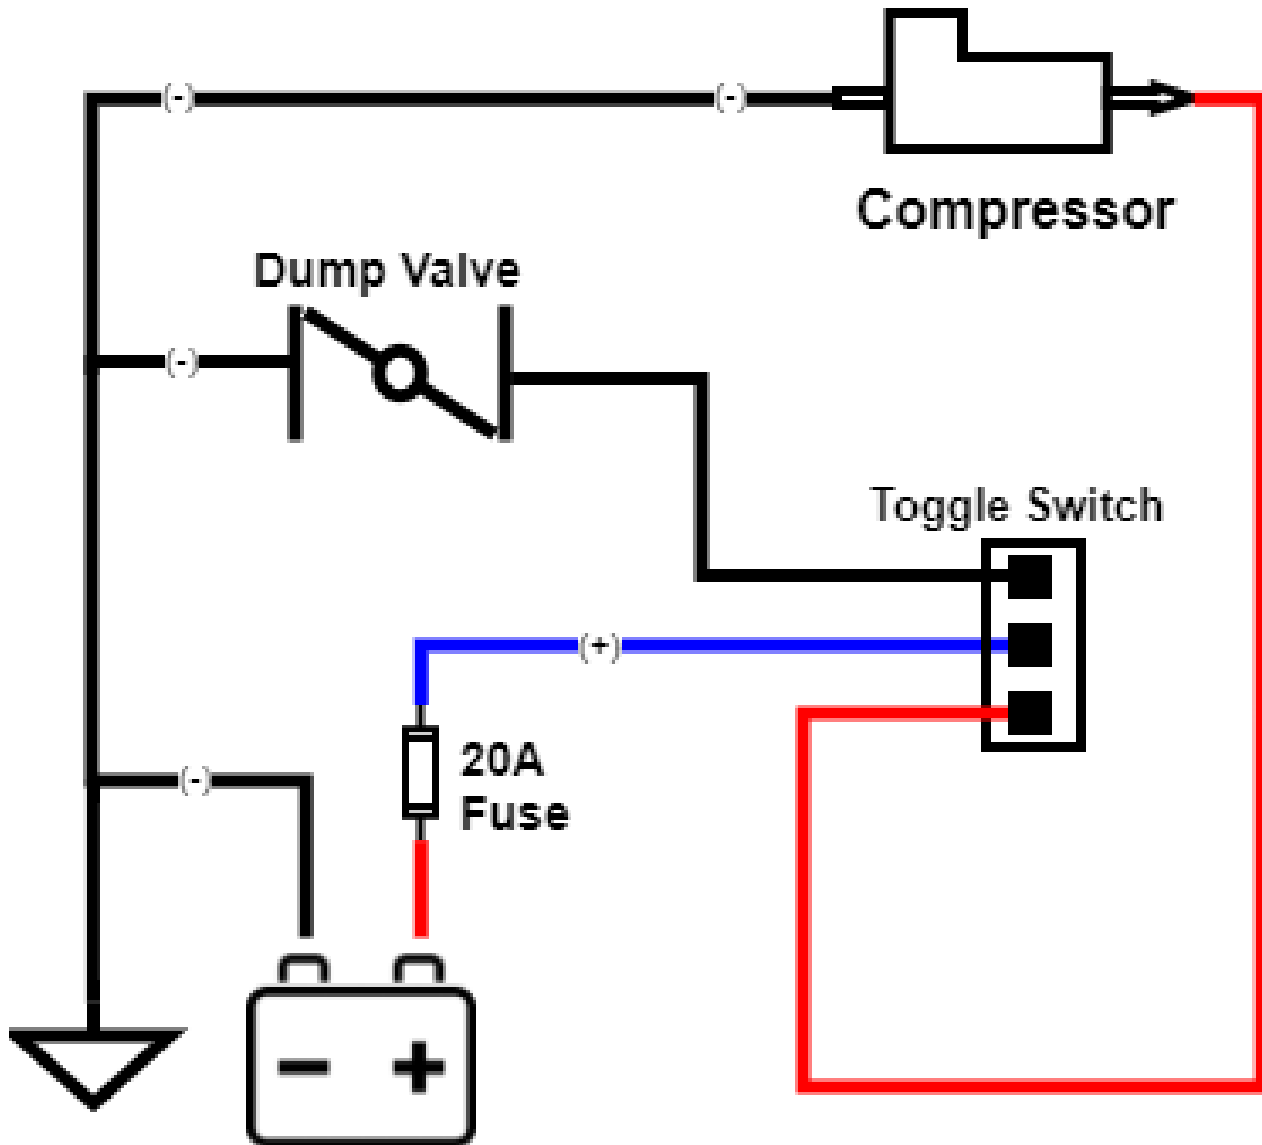 (-)
(-)
Compressor
Dump Valve
(-)
Toggle Switch
(+)
20A
Fuse
(-)
− +